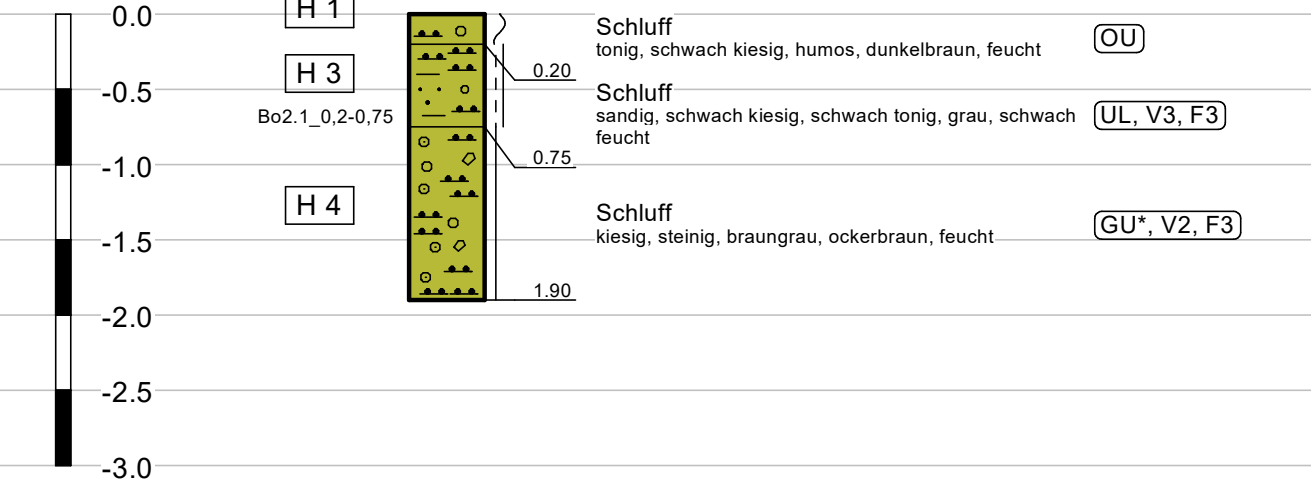 0.0
H 1
Schluff
tonig, schwach kiesig, humos, dunkelbraun, feucht
OU
0.20
H 3
-0.5
Bo2.1_0,2-0,75
Schluff
sandig, schwach kiesig, schwach tonig, grau, schwach
feucht
UL, V3, F3
0.75
-1.0
H 4
Schluff
kiesig, steinig, braungrau, ockerbraun, feucht
GU*, V2, F3
-1.5
1.90
-2.0
-2.5
-3.0